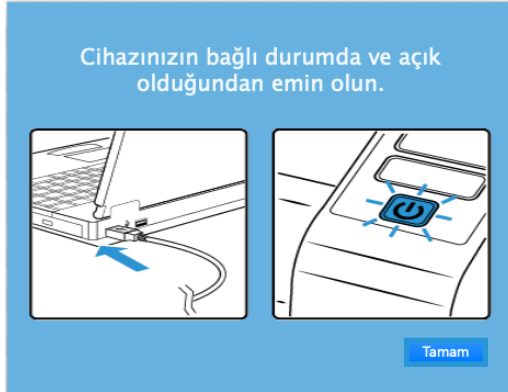 Cihazınızın bağlı durumda ve açık
olduğundan emin olun.
Tamam